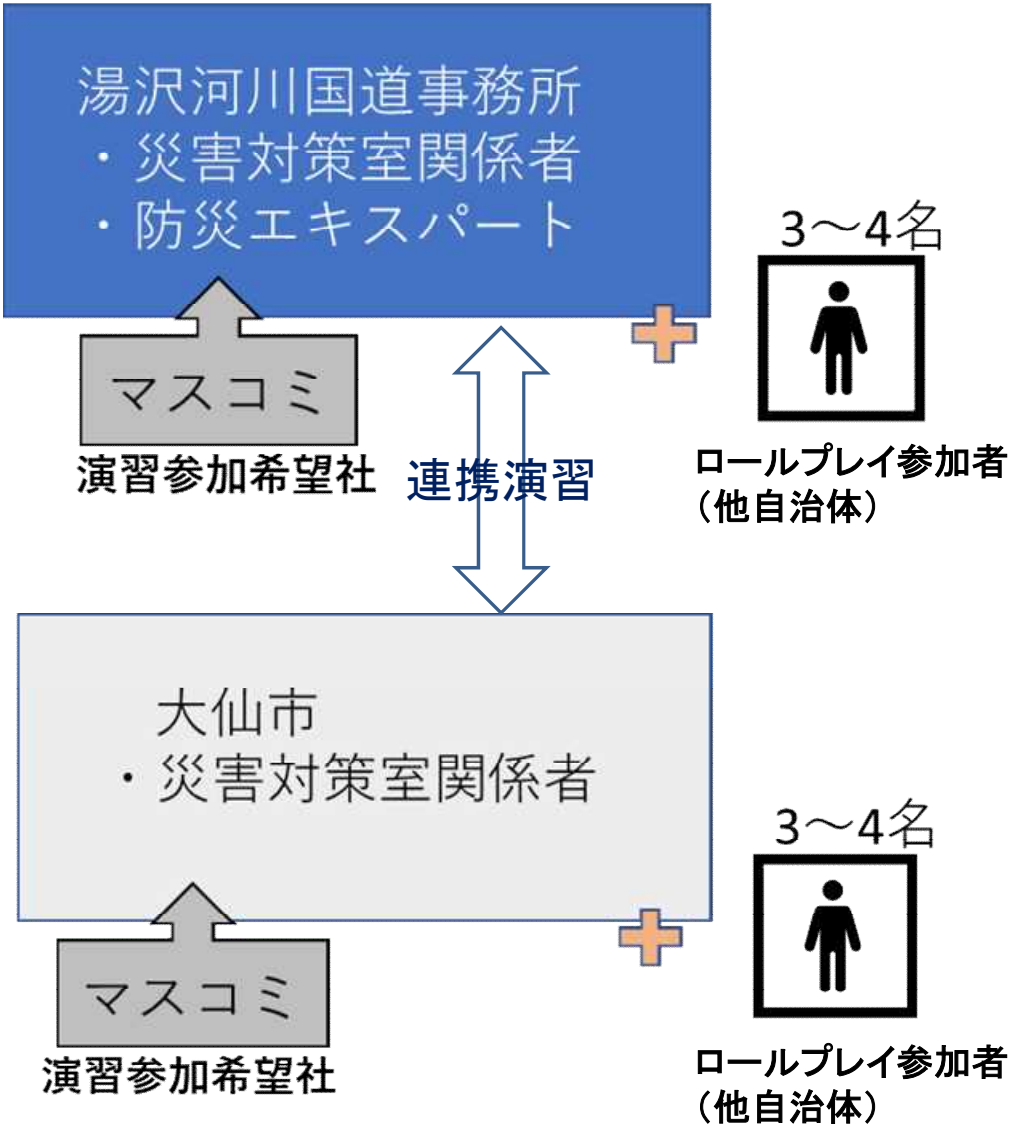 湯沢河川国道事務所
・災害対策室関係者
・防災エキスパート
3～4名
マスコミ
演習参加希望社
連携演習
ロールプレイ参加者
（他自治体）
大仙市
・災害対策室関係者
3～4名
マスコミ
演習参加希望社
ロールプレイ参加者
（他自治体）